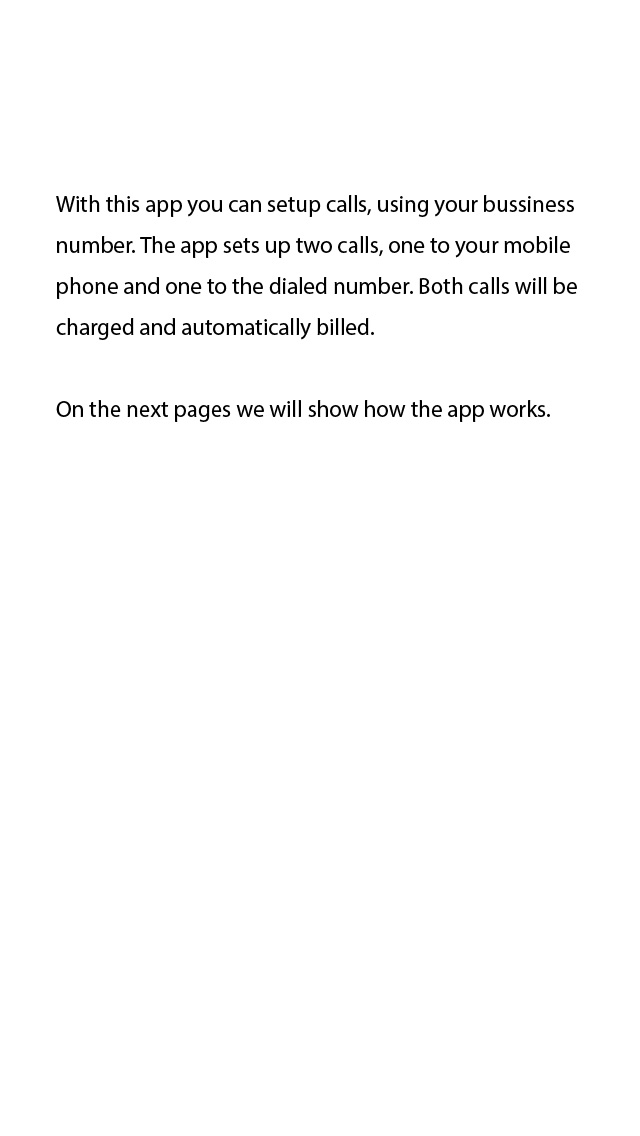 With this app you can setup calls, using your bussiness
number. The app sets up two calls, one to your mobile
phone and one to the dialed number. Both calls will be
charged and automatically billed.
On the next pages we will show how the app works.